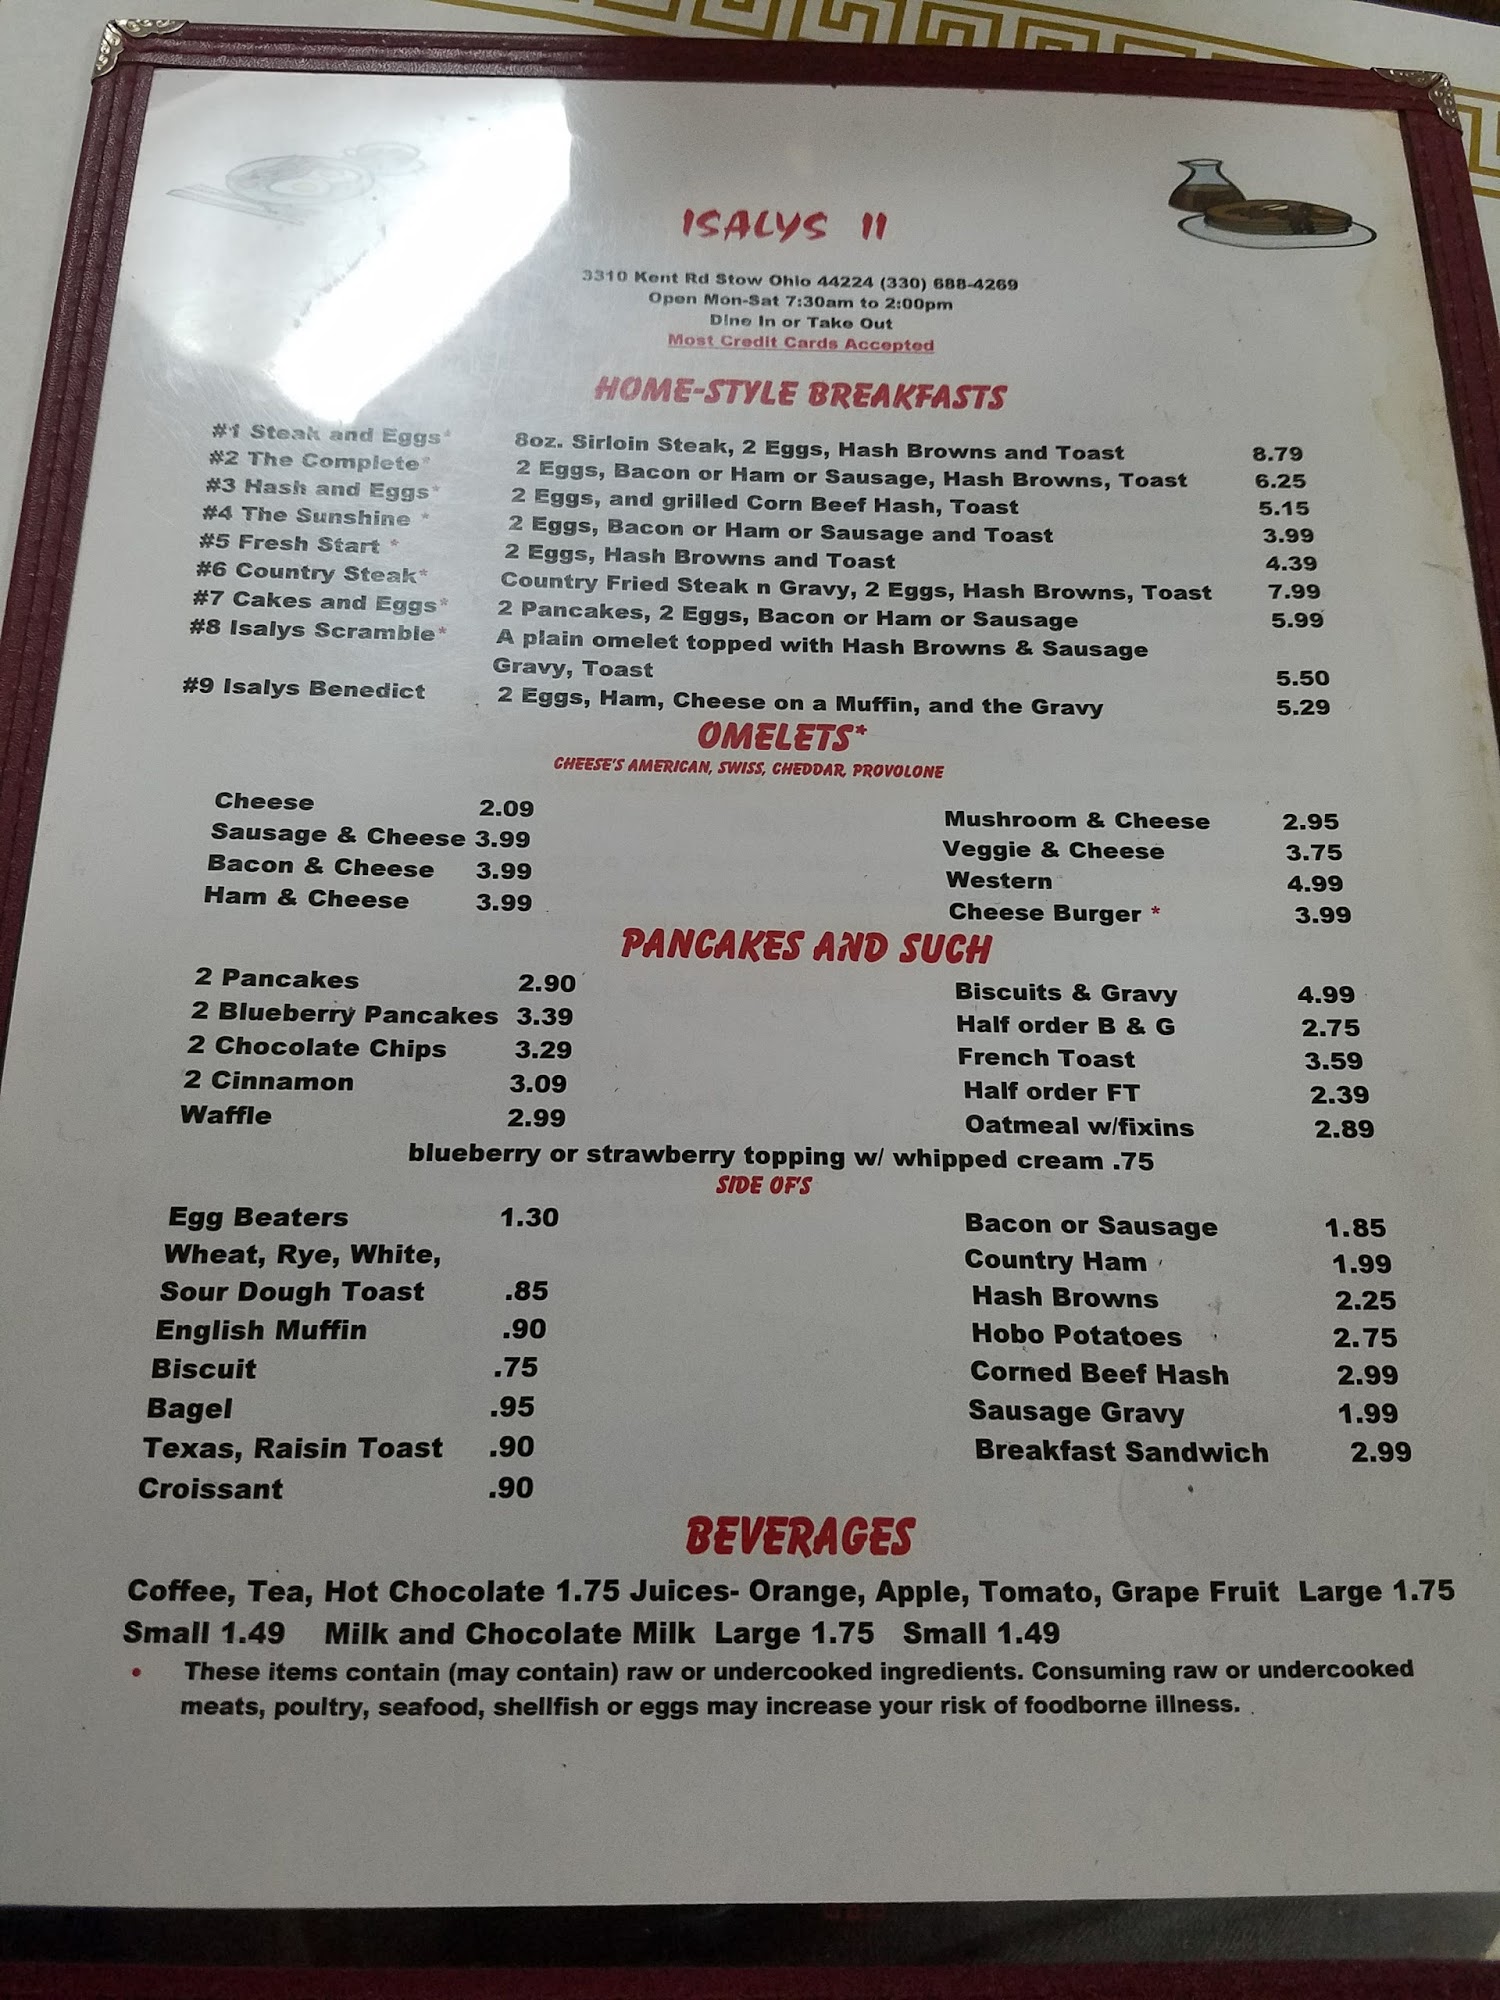 ISALYS II
3310 Kent Rd Stow Ohio 44224 (330) 688-4269
Open Mon-Sat 7:30am to 2:00pm
Dine In or Take Out
Most Credit Cards Accepted
HOME-STYLE BREAKFASTS
#1 Steak and Eggs* 8oz. Sirloin Steak, 2 Eggs, Hash Browns and Toast 8.79
#2 The Complete* 2 Eggs, Bacon or Ham or Sausage, Hash Browns, Toast 6.25
#3 Hash and Eggs* 2 Eggs, and grilled Corn Beef Hash, Toast 5.15
#4 The Sunshine * 2 Eggs, Bacon or Ham or Sausage and Toast 3.99
#5 Fresh Start * 2 Eggs, Hash Browns and Toast 4.39
#6 Country Steak* Country Fried Steak n Gravy, 2 Eggs, Hash Browns, Toast 7.99
#7 Cakes and Eggs* 2 Pancakes, 2 Eggs, Bacon or Ham or Sausage 5.99
#8 Isalys Scramble* A plain omelet topped with Hash Browns & Sausage
Gravy, Toast 5.50
#9 Isalys Benedict 2 Eggs, Ham, Cheese on a Muffin, and the Gravy 5.29
OMELETS*
CHEESE'S AMERICAN, SWISS, CHEDDAR, PROVOLONE
Cheese 2.09 Mushroom & Cheese 2.95
Sausage & Cheese 3.99 Veggie & Cheese 3.75
Bacon & Cheese 3.99 Western 4.99
Ham & Cheese 3.99 Cheese Burger * 3.99
PANCAKES AND SUCH
2 Pancakes 2.90 Biscuits & Gravy 4.99
2 Blueberry Pancakes 3.39 Half order B & G 2.75
2 Chocolate Chips 3.29 French Toast 3.59
2 Cinnamon 3.09 Half order FT 2.39
Waffle 2.99 Oatmeal w/fixins 2.89
blueberry or strawberry topping w/ whipped cream .75
SIDE OF'S
Egg Beaters 1.30 Bacon or Sausage 1.85
Wheat, Rye, White, Country Ham 1.99
Sour Dough Toast .85 Hash Browns 2.25
English Muffin .90 Hobo Potatoes 2.75
Biscuit .75 Corned Beef Hash 2.99
Bagel .95 Sausage Gravy 1.99
Texas, Raisin Toast .90 Breakfast Sandwich 2.99
Croissant .90
BEVERAGES
Coffee, Tea, Hot Chocolate 1.75 Juices- Orange, Apple, Tomato, Grape Fruit Large 1.75
Small 1.49 Milk and Chocolate Milk Large 1.75 Small 1.49
• These items contain (may contain) raw or undercooked ingredients. Consuming raw or undercooked
meats, poultry, seafood, shellfish or eggs may increase your risk of foodborne illness.